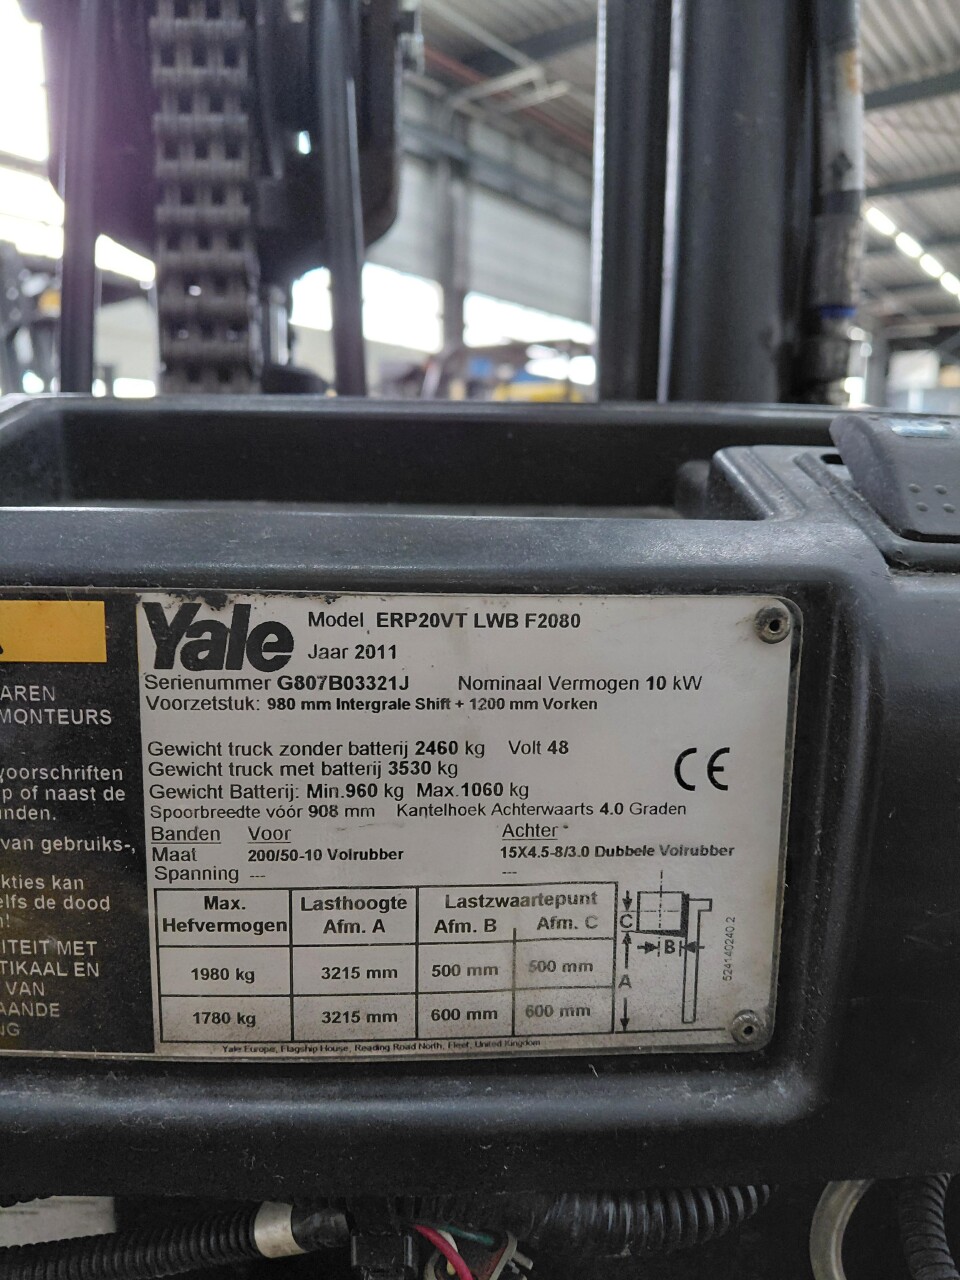 AREN
MONTEURS
voorschriften
p of naast de
nden.
van gebruiks-,
kties kan
elfs de dood
n!
ITEIT MET
TIKAAL EN
VAN
AANDE
NG
Yale
Model ERP20VT LWB F2080
Jaar 2011
Serienummer G807B03321J Nominaal Vermogen 10 kW
Voorzetstuk: 980 mm Intergrale Shift + 1200 mm Vorken
Gewicht truck zonder batterij 2460 kg Volt 48
Gewicht truck met batterij 3530 kg
Gewicht Batterij: Min.960 kg Max.1060 kg
CE
Spoorbreedte vóór 908 mm Kantelhoek Achterwaarts 4.0 Graden
Banden Voor Achter
Maat 200/50-10 Volrubber 15X4.5-8/3.0 Dubbele Volrubber
Spanning --- ---
Max. Hefvermogen Lasthoogte Afm. A Lastzwaartepunt
Afm. B Afm. C
1980 kg 3215 mm 500 mm 500 mm
1780 kg 3215 mm 600 mm 600 mm
C
B
A
524140240.2
Yale Europe, Flagship House, Reading Road North, Fleet, United Kingdom